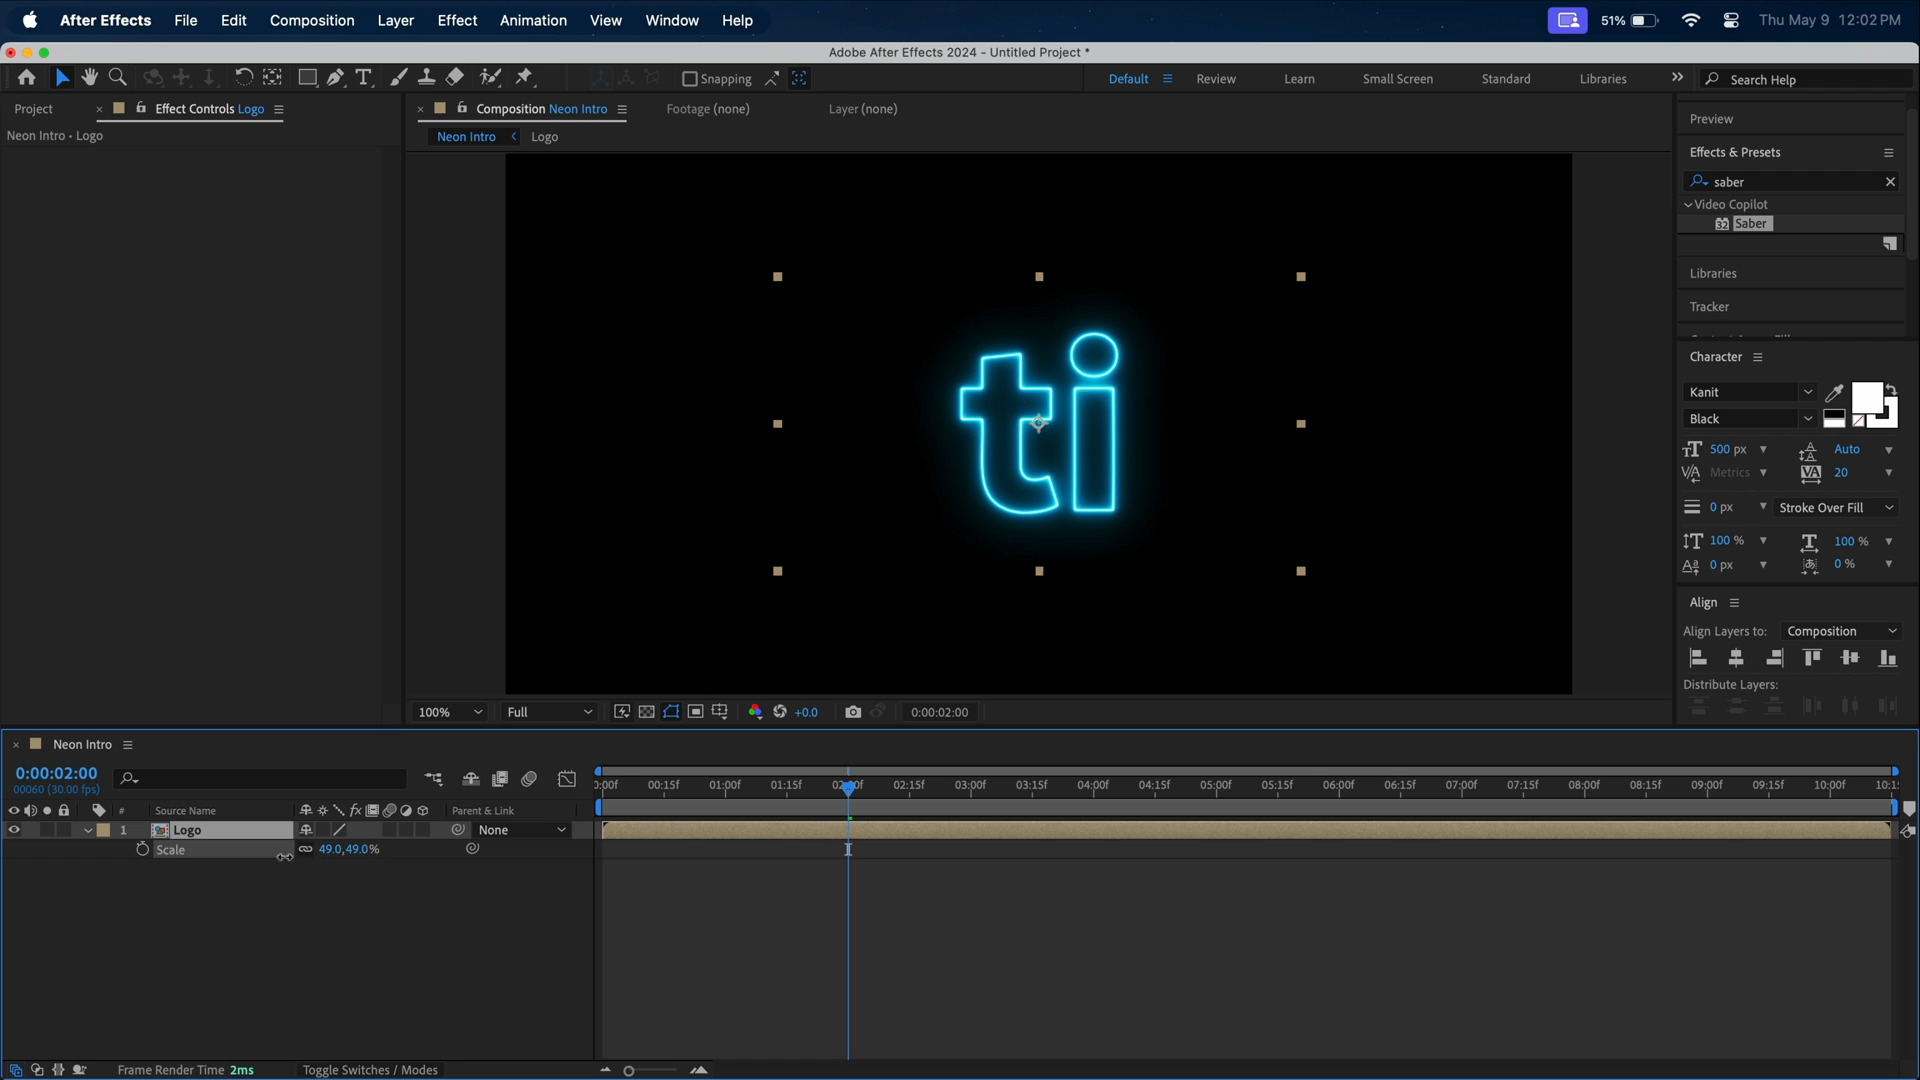 After Effects File Edit Composition Layer Effect Animation View Window Help 51% Thu May 9 12:02 PM
Adobe After Effects 2024 - Untitled Project *
Snapping Default Review Learn Small Screen Standard Libraries Search Help
Project Effect Controls Logo
Composition Neon Intro Footage (none) Layer (none)
Neon Intro • Logo
Neon Intro Logo
ti
100% Full +0.0 0:00:02:00
Preview
Effects & Presets
saber
Video Copilot
32 Saber
Libraries
Tracker
Character
Kanit
Black
500 px Auto
Metrics 20
0 px Stroke Over Fill
100 % 100 %
0 px 0 %
Align
Align Layers to: Composition
Distribute Layers:
Neon Intro
0:00:02:00
00060 (30.00 fps)
:00f 00:15f 01:00f 01:15f 02:00f 02:15f 03:00f 03:15f 04:00f 04:15f 05:00f 05:15f 06:00f 06:15f 07:00f 07:15f 08:00f 08:15f 09:00f 09:15f 10:00f 10:1
# Source Name fx Parent & Link
1 Logo None
Scale 49.0,49.0%
Frame Render Time 2ms Toggle Switches / Modes